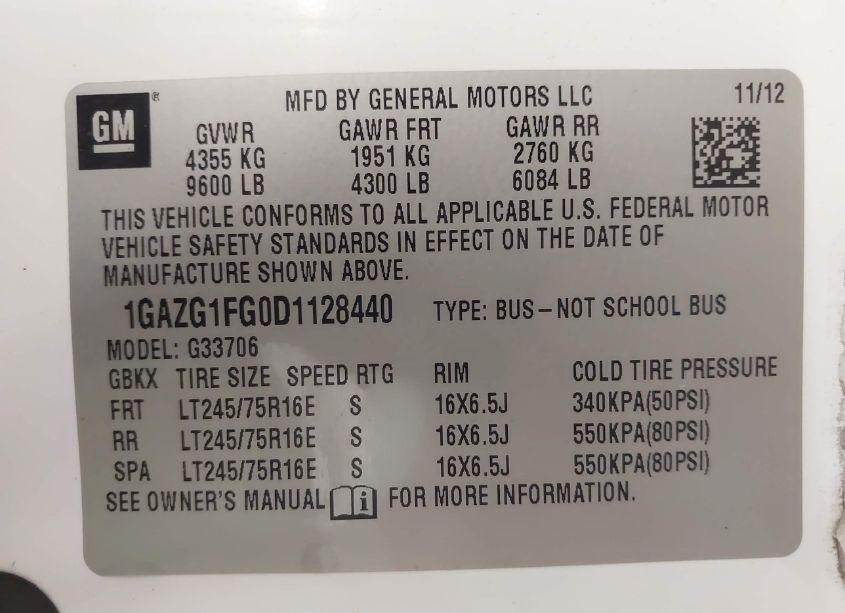 GM ®
MFD BY GENERAL MOTORS LLC 11/12
GVWR GAWR FRT GAWR RR
4355 KG 1951 KG 2760 KG
9600 LB 4300 LB 6084 LB
THIS VEHICLE CONFORMS TO ALL APPLICABLE U.S. FEDERAL MOTOR
VEHICLE SAFETY STANDARDS IN EFFECT ON THE DATE OF
MANUFACTURE SHOWN ABOVE.
1GAZG1FG0D1128440 TYPE: BUS – NOT SCHOOL BUS
MODEL: G33706
GBKX TIRE SIZE SPEED RTG RIM COLD TIRE PRESSURE
FRT LT245/75R16E S 16X6.5J 340KPA(50PSI)
RR LT245/75R16E S 16X6.5J 550KPA(80PSI)
SPA LT245/75R16E S 16X6.5J 550KPA(80PSI)
SEE OWNER'S MANUAL i FOR MORE INFORMATION.